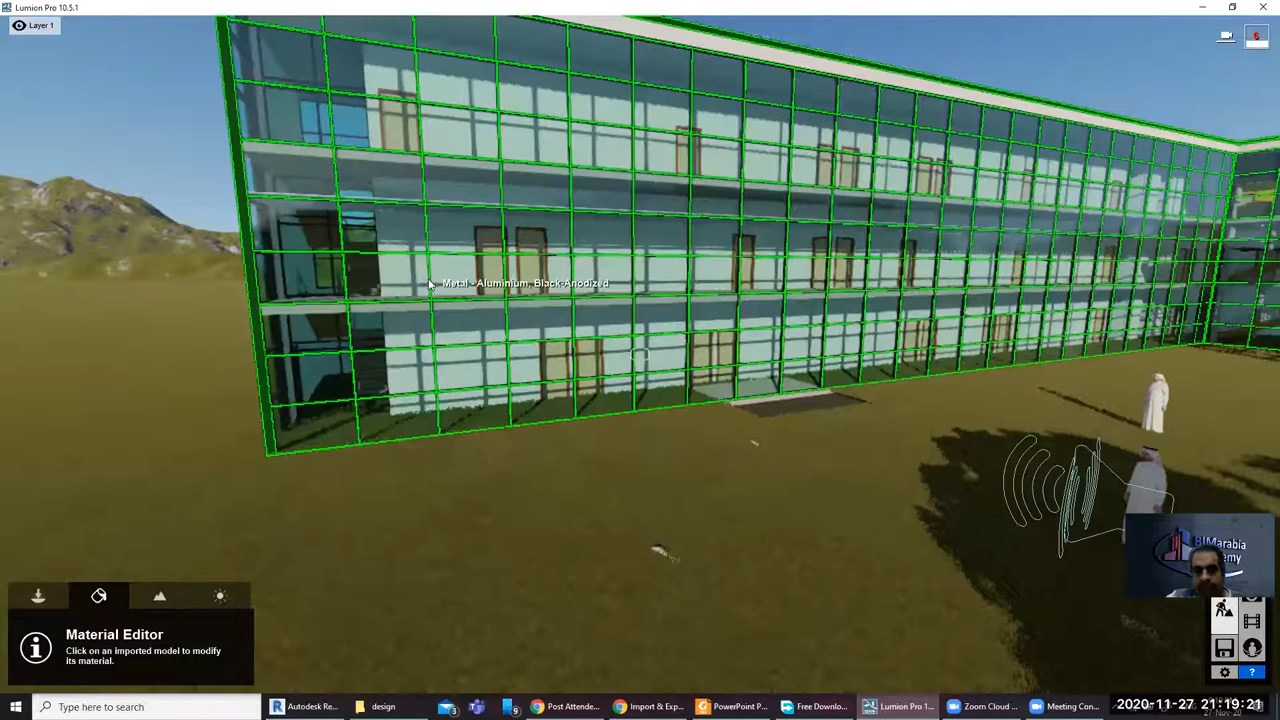 Lumion Pro 10.5.1
Layer 1
Metal - Aluminium, Black-Anodized
BIMarabia
Material Editor
Click on an imported model to modify
its material.
Type here to search
Autodesk Re...
design
3
9
Post Attende...
Import & Exp...
PowerPoint P...
Free Downlo...
Lumion Pro 1...
Zoom Cloud ...
Meeting Con...
2020-11-27 21:19:21